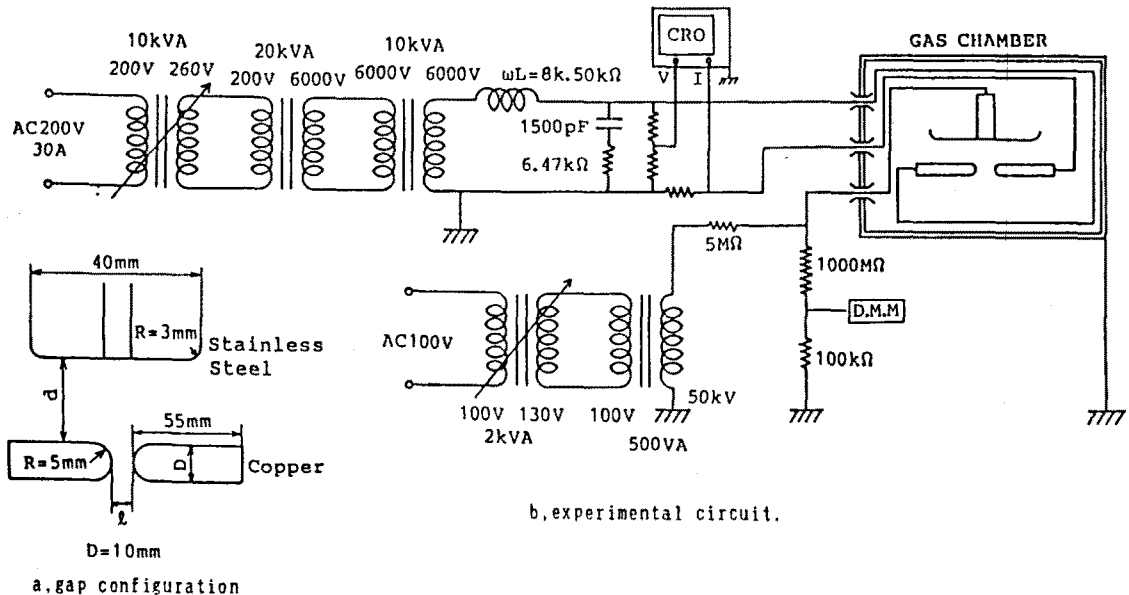 10kVA
200V 260V
20kVA
200V 6000V
10kVA
6000V 6000V
ωL=8k.50kΩ
CRO
V I
GAS CHAMBER
AC200V
30A
1500pF
6.47kΩ
5MΩ
1000MΩ
D.M.M
100kΩ
AC100V
100V 130V
2kVA
100V
50kV
500VA
40mm
R=3mm
Stainless
Steel
d
55mm
R=5mm
D
Copper
ℓ
D=10mm
a,gap configuration
b,experimental circuit.